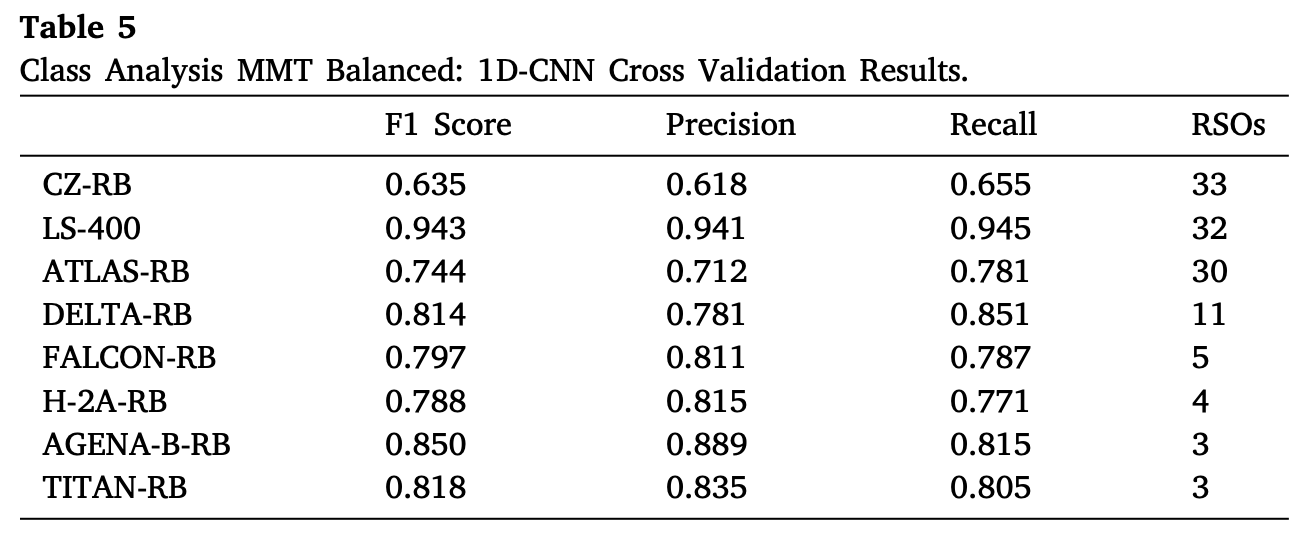 Table 5
Class Analysis MMT Balanced: 1D-CNN Cross Validation Results.
F1 Score Precision Recall RSOs
CZ-RB 0.635 0.618 0.655 33
LS-400 0.943 0.941 0.945 32
ATLAS-RB 0.744 0.712 0.781 30
DELTA-RB 0.814 0.781 0.851 11
FALCON-RB 0.797 0.811 0.787 5
H-2A-RB 0.788 0.815 0.771 4
AGENA-B-RB 0.850 0.889 0.815 3
TITAN-RB 0.818 0.835 0.805 3